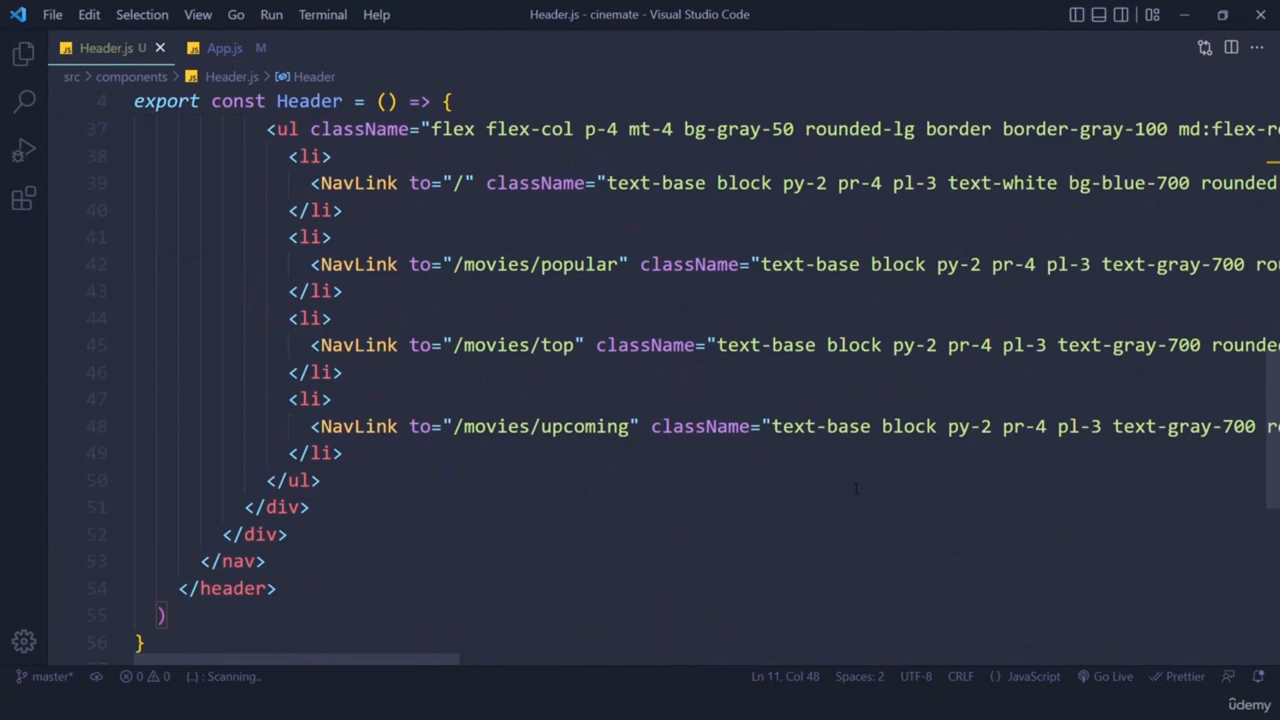 File Edit Selection View Go Run Terminal Help Header.js - cinemate - Visual Studio Code
JS Header.js U JS App.js M
src > components > JS Header.js > Header
4 export const Header = () => {
37 <ul className="flex flex-col p-4 mt-4 bg-gray-50 rounded-lg border border-gray-100 md:flex-
38 <li>
39 <NavLink to="/" className="text-base block py-2 pr-4 pl-3 text-white bg-blue-700 rounded
40 </li>
41 <li>
42 <NavLink to="/movies/popular" className="text-base block py-2 pr-4 pl-3 text-gray-700
43 </li>
44 <li>
45 <NavLink to="/movies/top" className="text-base block py-2 pr-4 pl-3 text-gray-700 rounde
46 </li>
47 <li>
48 <NavLink to="/movies/upcoming" className="text-base block py-2 pr-4 pl-3 text-gray-700
49 </li>
50 </ul>
51 </div>
52 </div>
53 </nav>
54 </header>
55 )
56 }
master* 0 0 {..} : Scanning.. Ln 11, Col 48 Spaces: 2 UTF-8 CRLF {} JavaScript Go Live Prettier
ûdemy